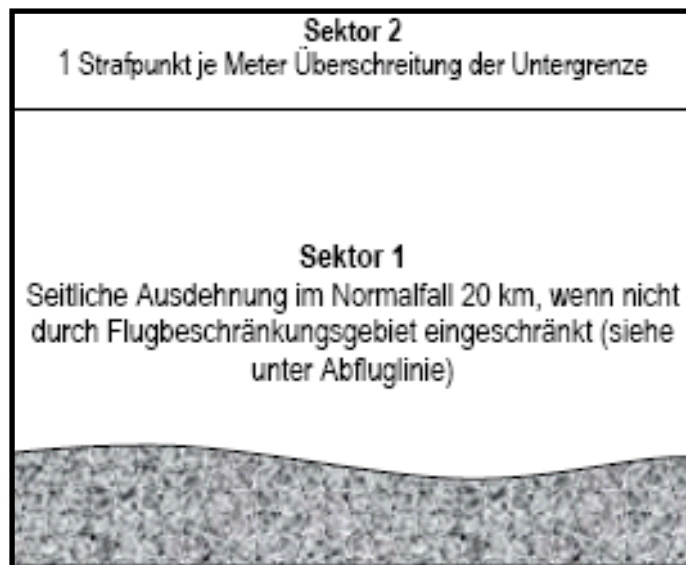 Sektor 2
1 Strafpunkt je Meter Überschreitung der Untergrenze
Sektor 1
Seitliche Ausdehnung im Normalfall 20 km, wenn nicht
durch Flugbeschränkungsgebiet eingeschränkt (siehe
unter Abfluglinie)